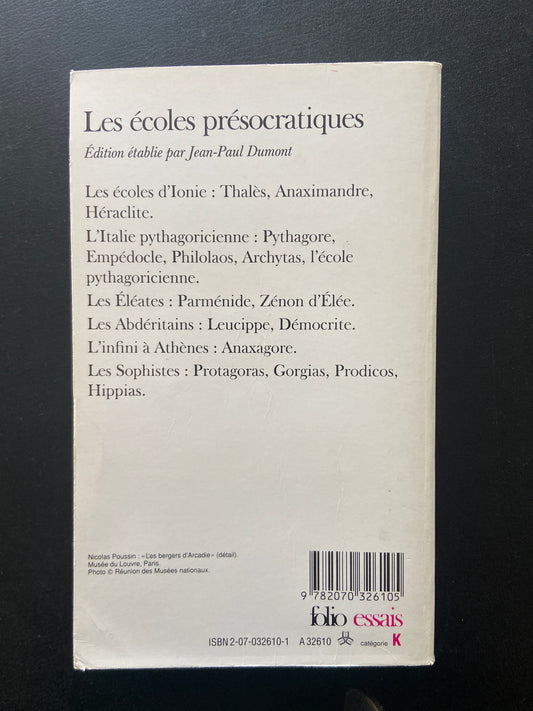 Les écoles présocratiques
Édition établie par Jean-Paul Dumont
Les écoles d'Ionie : Thalès, Anaximandre,
Héraclite.
L'Italie pythagoricienne : Pythagore,
Empédocle, Philolaos, Archytas, l'école
pythagoricienne.
Les Éléates : Parménide, Zénon d'Élée.
Les Abdéritains : Leucippe, Démocrite.
L'infini à Athènes : Anaxagore.
Les Sophistes : Protagoras, Gorgias, Prodicos,
Hippias.
Nicolas Poussin : «Les bergers d'Arcadie» (détail).
Musée du Louvre, Paris.
Photo © Réunion des Musées nationaux.
9 782070 326105
folio essais
ISBN 2-07-032610-1 A 32610 catégorie K